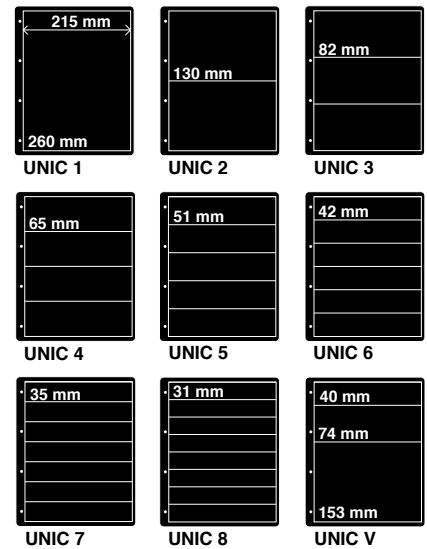 215 mm
260 mm
UNIC 1
130 mm
UNIC 2
82 mm
UNIC 3
65 mm
UNIC 4
51 mm
UNIC 5
42 mm
UNIC 6
35 mm
UNIC 7
31 mm
UNIC 8
40 mm
74 mm
153 mm
UNIC V